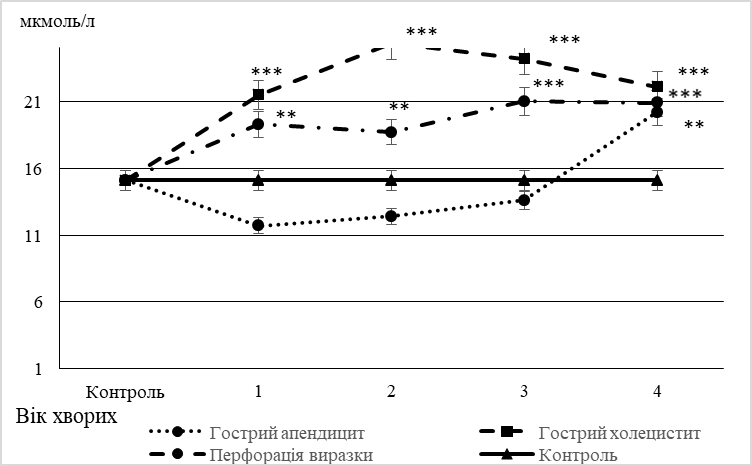 мкмоль/л
***
***
***
***
***
**
**
***
**
21
16
11
6
1
Контроль 1 2 3 4
Вік хворих
Гострий апендицит Гострий холецистит
Перфорація виразки Контроль